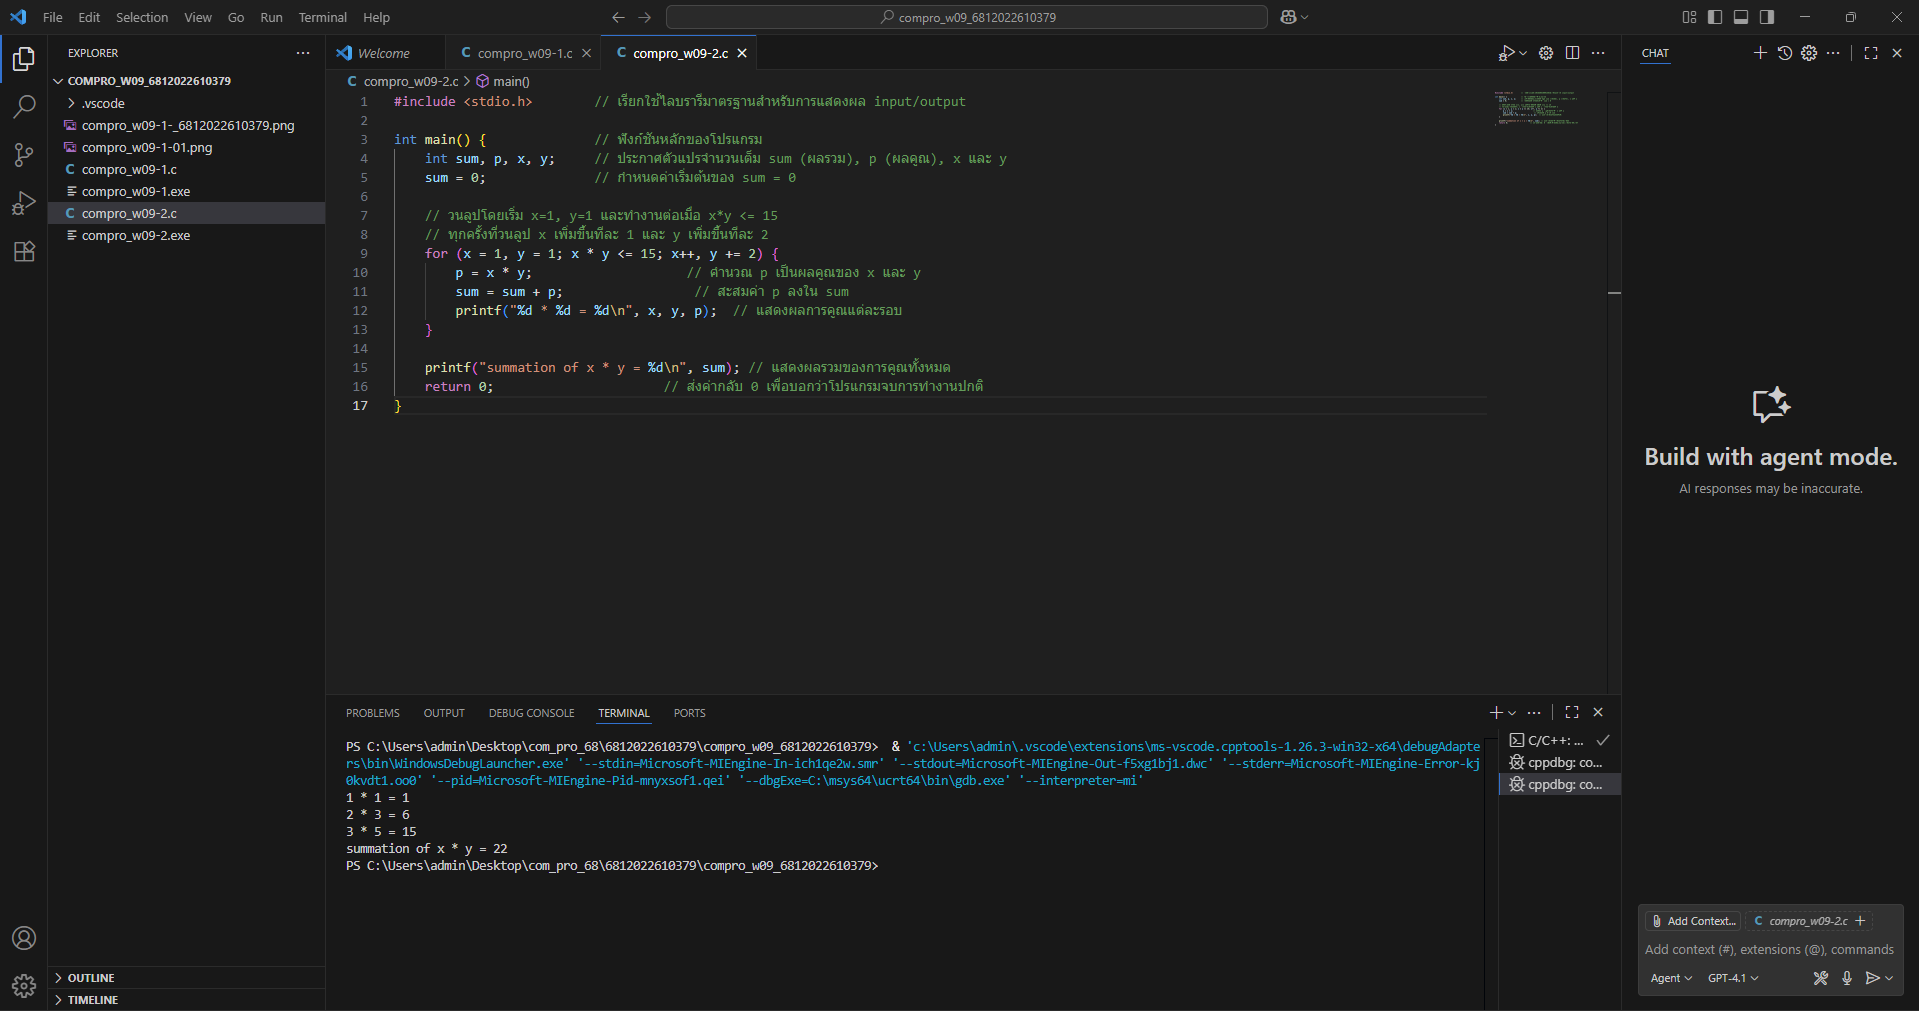 File Edit Selection View Go Run Terminal Help
compro_w09_6812022610379
EXPLORER
COMPRO_W09_6812022610379
.vscode
compro_w09-1-_6812022610379.png
compro_w09-1-01.png
C compro_w09-1.c
compro_w09-1.exe
C compro_w09-2.c
compro_w09-2.exe
OUTLINE
TIMELINE
Welcome
C compro_w09-1.c
C compro_w09-2.c
C compro_w09-2.c > main()
1 #include <stdio.h> // เรียกใช้ไลบรารีมาตรฐานสำหรับการแสดงผล input/output
2
3 int main() { // ฟังก์ชันหลักของโปรแกรม
4 int sum, p, x, y; // ประกาศตัวแปรจำนวนเต็ม sum (ผลรวม), p (ผลคูณ), x และ y
5 sum = 0; // กำหนดค่าเริ่มต้นของ sum = 0
6
7 // วนลูปโดยเริ่ม x=1, y=1 และทำงานต่อเมื่อ x*y <= 15
8 // ทุกครั้งที่วนลูป x เพิ่มขึ้นทีละ 1 และ y เพิ่มขึ้นทีละ 2
9 for (x = 1, y = 1; x * y <= 15; x++, y += 2) {
10 p = x * y; // คำนวณ p เป็นผลคูณของ x และ y
11 sum = sum + p; // สะสมค่า p ลงใน sum
12 printf("%d * %d = %d\n", x, y, p); // แสดงผลการคูณแต่ละรอบ
13 }
14
15 printf("summation of x * y = %d\n", sum); // แสดงผลรวมของการคูณทั้งหมด
16 return 0; // ส่งค่ากลับ 0 เพื่อบอกว่าโปรแกรมจบการทำงานปกติ
17 }
PROBLEMS OUTPUT DEBUG CONSOLE TERMINAL PORTS
PS C:\Users\admin\Desktop\com_pro_68\6812022610379\compro_w09_6812022610379> & 'c:\Users\admin\.vscode\extensions\ms-vscode.cpptools-1.26.3-win32-x64\debugAdapte
rs\bin\WindowsDebugLauncher.exe' '--stdin=Microsoft-MIEngine-In-ich1qe2w.smr' '--stdout=Microsoft-MIEngine-Out-f5xg1bj1.dwc' '--stderr=Microsoft-MIEngine-Error-kj
0kvdt1.oo0' '--pid=Microsoft-MIEngine-Pid-mnyxsof1.qei' '--dbgExe=C:\msys64\ucrt64\bin\gdb.exe' '--interpreter=mi'
1 * 1 = 1
2 * 3 = 6
3 * 5 = 15
summation of x * y = 22
PS C:\Users\admin\Desktop\com_pro_68\6812022610379\compro_w09_6812022610379>
C/C++: ...
cppdbg: co...
cppdbg: co...
CHAT
Build with agent mode.
AI responses may be inaccurate.
Add Context... C compro_w09-2.c
Add context (#), extensions (@), commands
Agent GPT-4.1